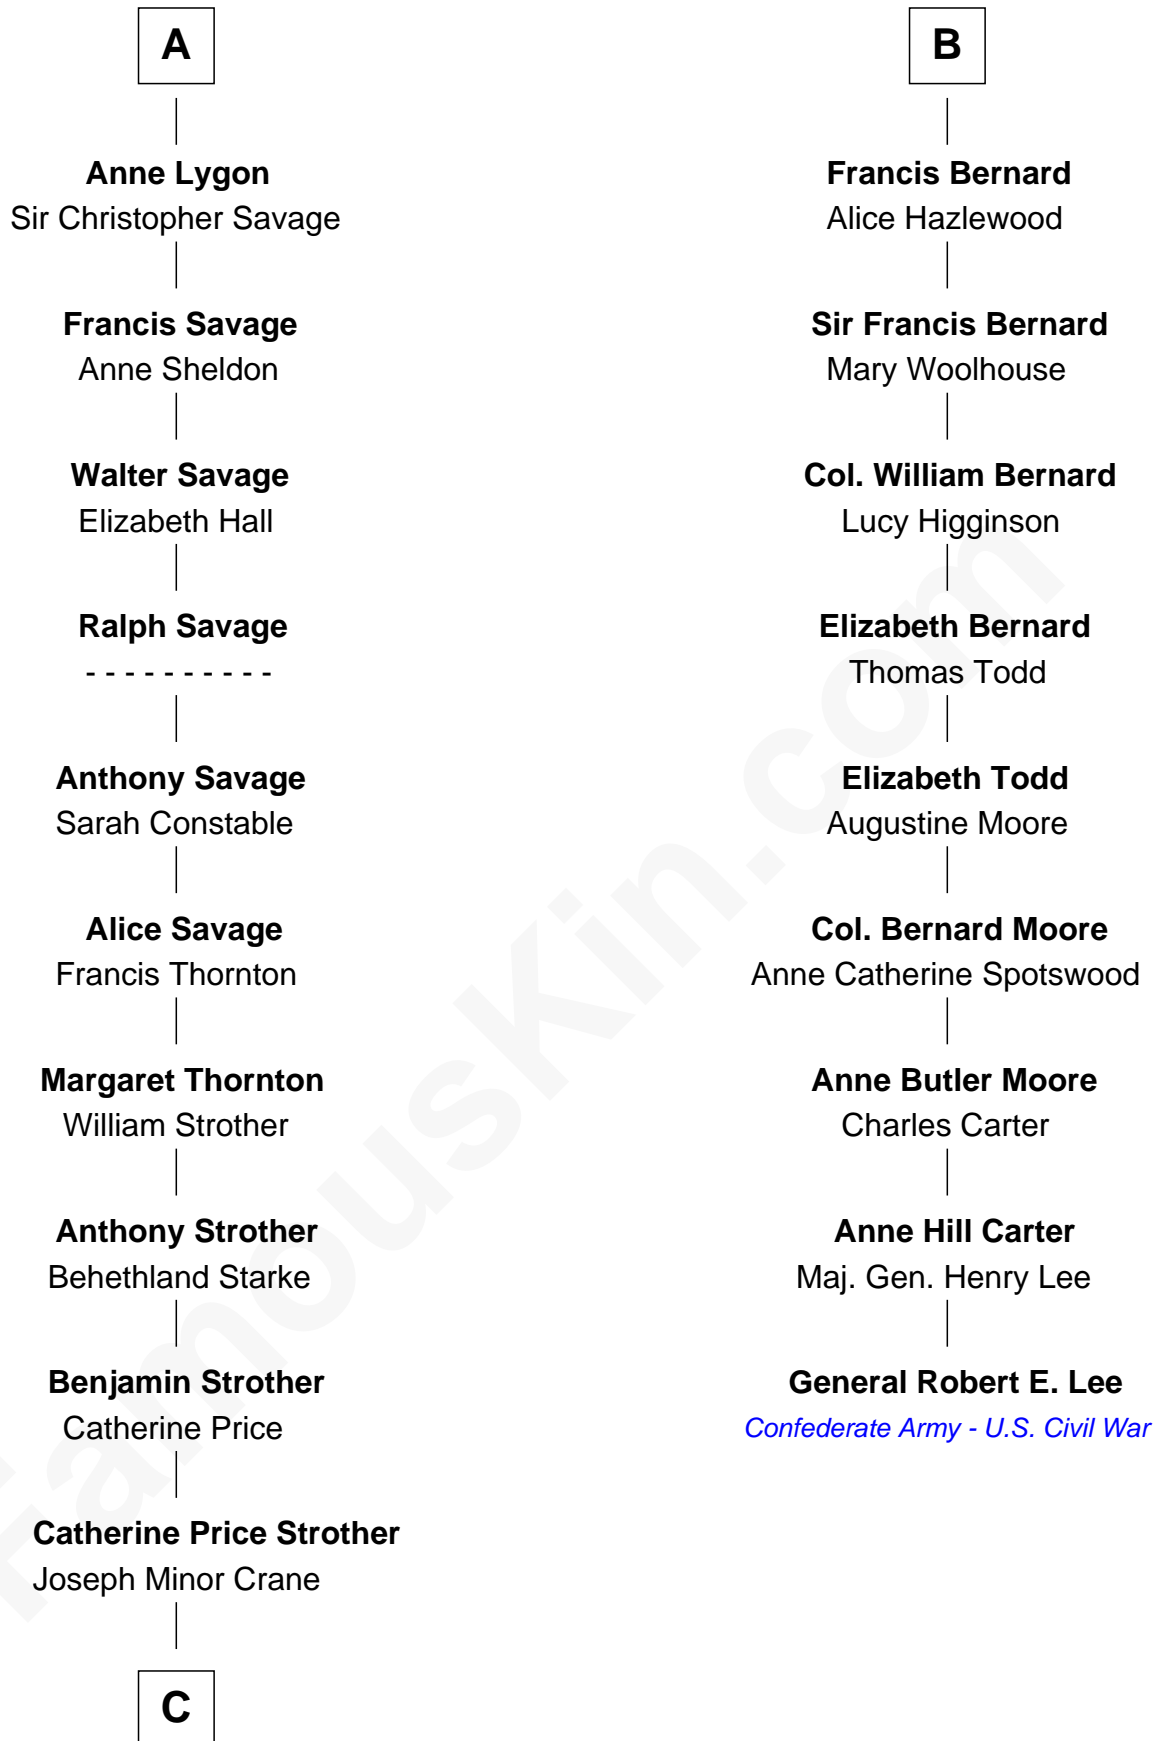 A
Anne Lygon
Sir Christopher Savage
Francis Savage
Anne Sheldon
Walter Savage
Elizabeth Hall
Ralph Savage
- - - - - - - - - -
Anthony Savage
Sarah Constable
Alice Savage
Francis Thornton
Margaret Thornton
William Strother
Anthony Strother
Behethland Starke
Benjamin Strother
Catherine Price
Catherine Price Strother
Joseph Minor Crane
C
B
Francis Bernard
Alice Hazlewood
Sir Francis Bernard
Mary Woolhouse
Col. William Bernard
Lucy Higginson
Elizabeth Bernard
Thomas Todd
Elizabeth Todd
Augustine Moore
Col. Bernard Moore
Anne Catherine Spotswood
Anne Butler Moore
Charles Carter
Anne Hill Carter
Maj. Gen. Henry Lee
General Robert E. Lee
Confederate Army - U.S. Civil War
FamousKin.com